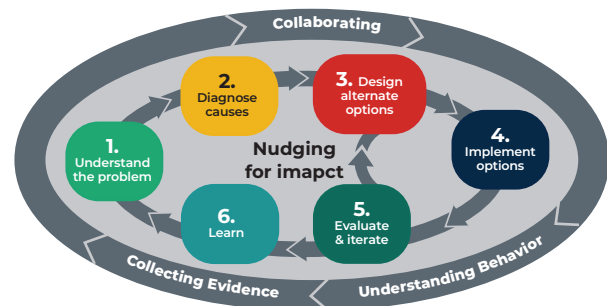 Collaborating
2.
Diagnose
causes
3. Design
alternate
options
1.
Understand
the problem
Nudging
for imapct
4.
Implement
options
6.
Learn
5.
Evaluate
& iterate
Collecting Evidence
Understanding Behavior